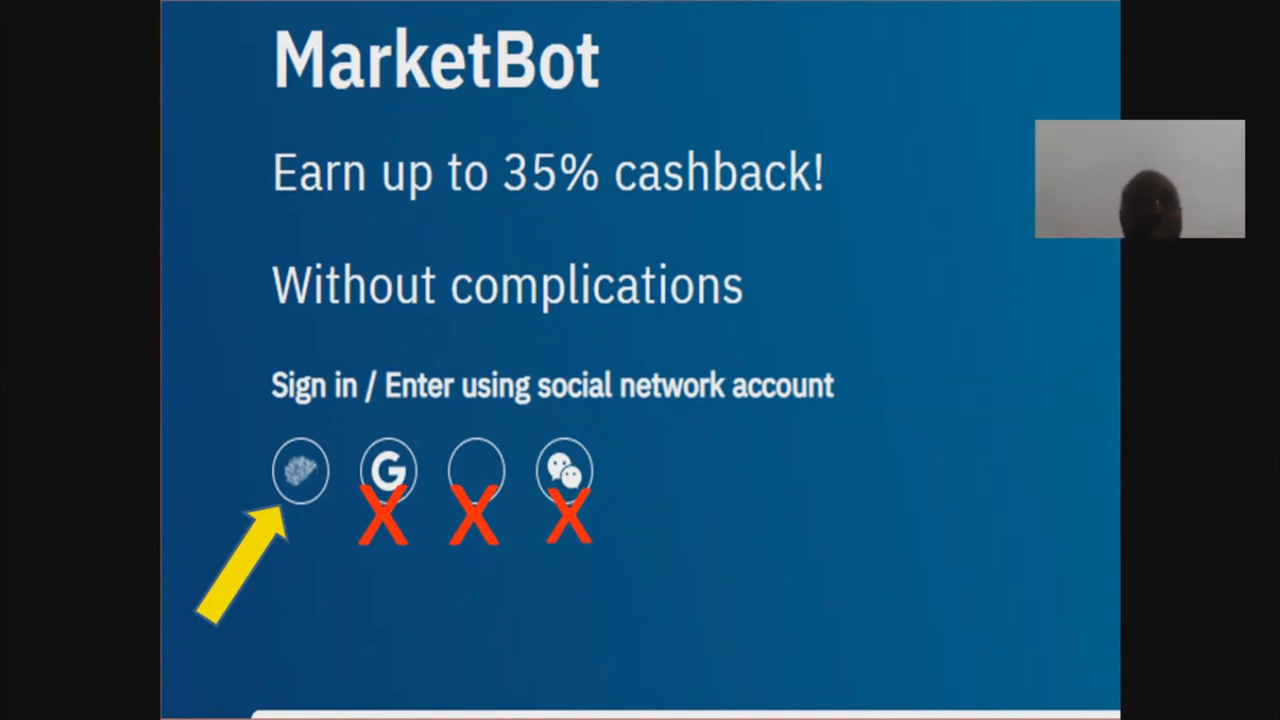 MarketBot
Earn up to 35% cashback!
Without complications
Sign in / Enter using social network account
G
X X X